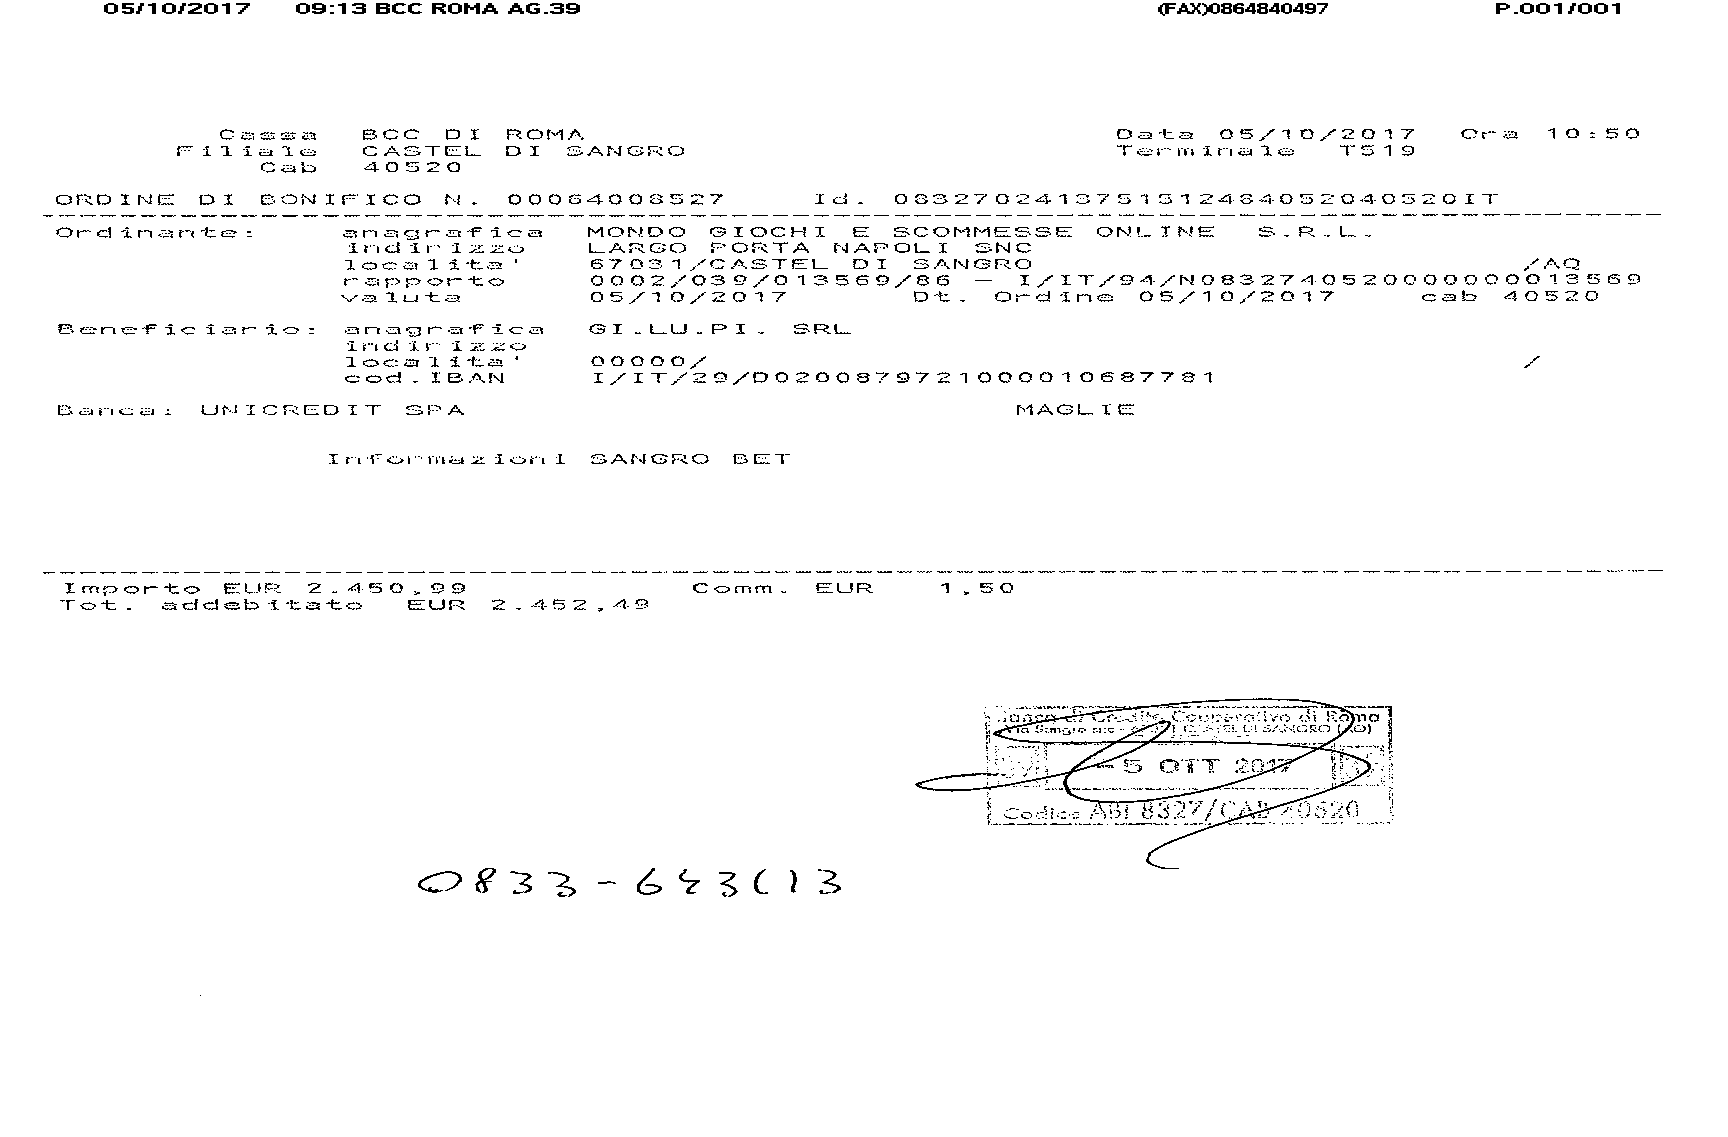 05/10/2017 09:13 BCC ROMA AG.39 (FAX)0864840497 P.001/001
Cassa BCC DI ROMA Data 05/10/2017 Ora 10:50
Filiale CASTEL DI SANGRO Terminale T519
Cab 40520
ORDINE DI BONIFICO N. 00064008527 Id. 0832702413751512484052040520IT
Ordinante: anagrafica MONDO GIOCHI E SCOMMESSE ONLINE S.R.L.
indirizzo LARGO PORTA NAPOLI SNC
localita' 67031/CASTEL DI SANGRO /AQ
rapporto 0002/039/013569/86 - I/IT/94/N0832740520000000013569
valuta 05/10/2017 Dt. Ordine 05/10/2017 cab 40520
Beneficiario: anagrafica GI.LU.PI. SRL
indirizzo
localita' 00000/ /
cod.IBAN I/IT/29/D0200879721000010687781
Banca: UNICREDIT SPA MAGLIE
Informazioni SANGRO BET
Importo EUR 2.450,99 Comm. EUR 1,50
Tot. addebitato EUR 2.452,49
Banca di Credito Cooperativo di Roma
CASTEL DI SANGRO (AQ)
-5 OTT 2017
Codice ABI 8327/CAB 40520
0833-643113